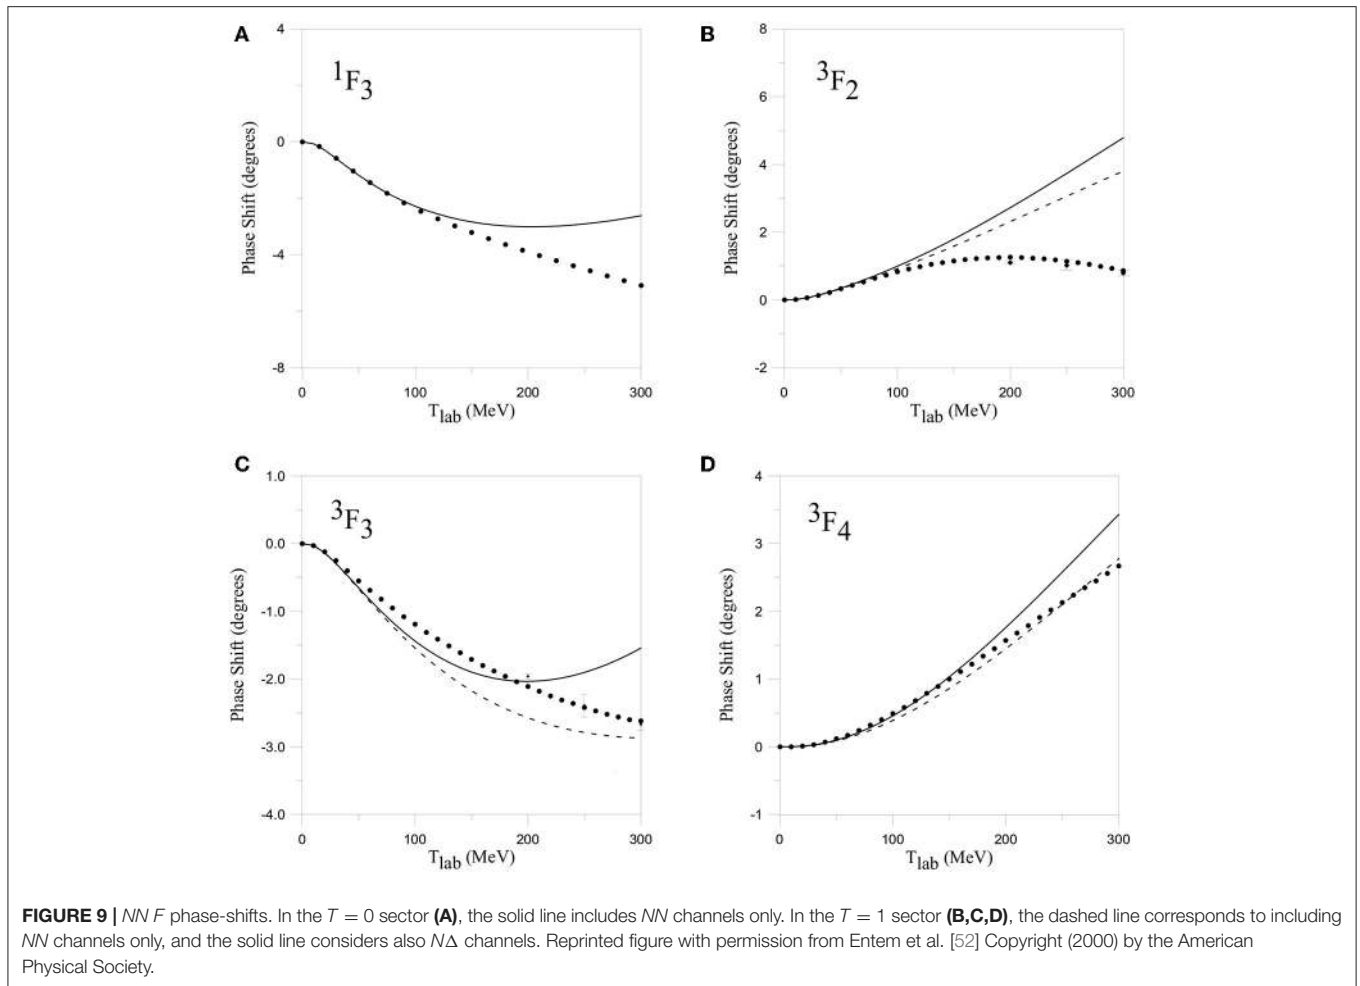 A
4
0
-4
-8
Phase Shift (degrees)
1F3
0
100
200
300
Tlab (MeV)
B
8
6
4
2
0
-2
Phase Shift (degrees)
3F2
0
100
200
300
Tlab (MeV)
C
1.0
0.0
-1.0
-2.0
-3.0
-4.0
Phase Shift (degrees)
3F3
0
100
200
300
Tlab (MeV)
D
4
3
2
1
0
-1
Phase Shift (degrees)
3F4
0
100
200
300
Tlab (MeV)
FIGURE 9 | NN F phase-shifts. In the T = 0 sector (A), the solid line includes NN channels only. In the T = 1 sector (B,C,D), the dashed line corresponds to including
NN channels only, and the solid line considers also NΔ channels. Reprinted figure with permission from Entem et al. [52] Copyright (2000) by the American
Physical Society.